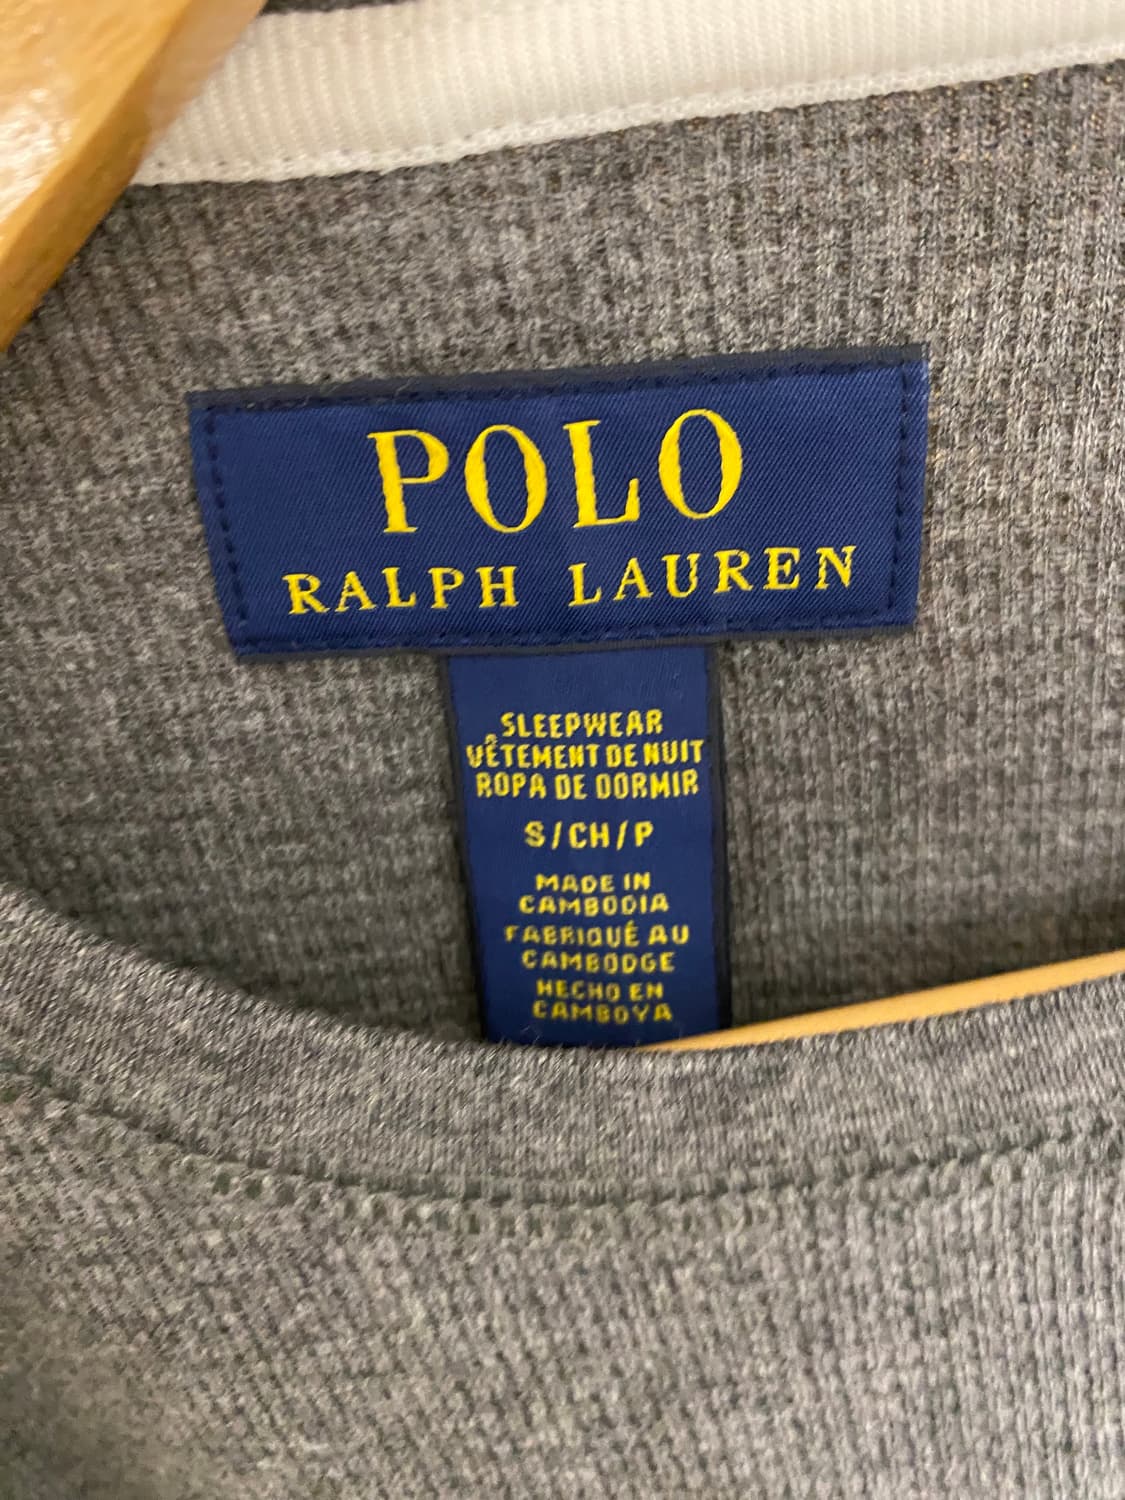 POLO
RALPH LAUREN
SLEEPWEAR
VÊTEMENT DE NUIT
ROPA DE DORMIR
S/CH/P
MADE IN
CAMBODIA
FABRIQUÉ AU
CAMBODGE
HECHO EN
CAMBOYA